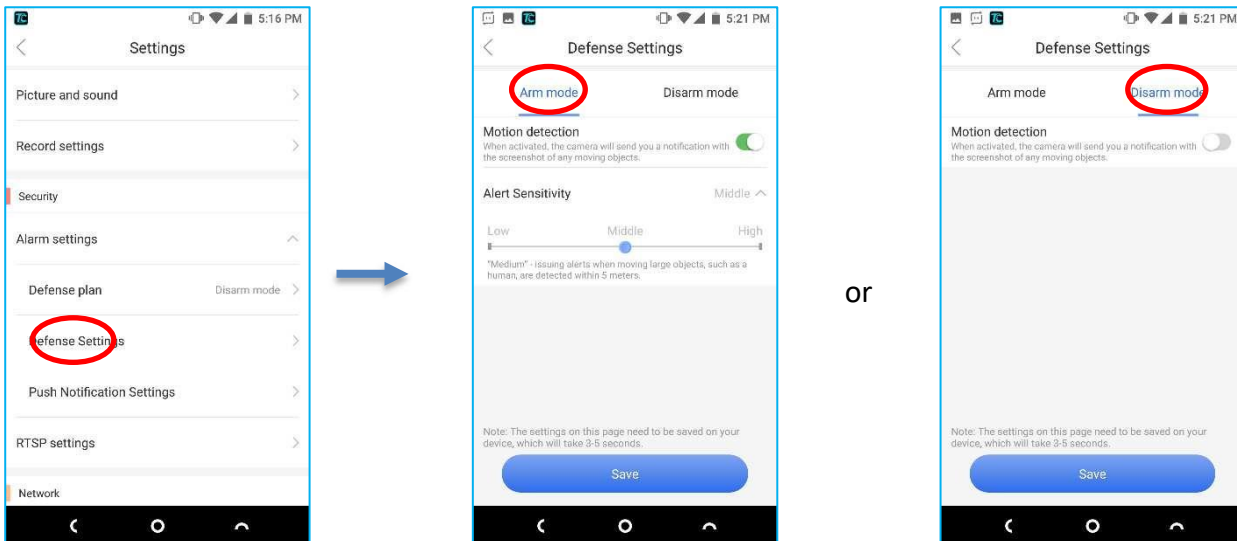 TC 5:16 PM
Settings
Picture and sound
Record settings
Security
Alarm settings
Defense plan Disarm mode
Defense Settings
Push Notification Settings
RTSP settings
Network
TC 5:21 PM
Defense Settings
Arm mode Disarm mode
Motion detection
When activated, the camera will send you a notification with
the screenshot of any moving objects.
Alert Sensitivity Middle
Low Middle High
"Medium" - issuing alerts when moving large objects, such as a
human, are detected within 5 meters.
Note: The settings on this page need to be saved on your
device, which will take 3-5 seconds.
Save
or
TC 5:21 PM
Defense Settings
Arm mode Disarm mode
Motion detection
When activated, the camera will send you a notification with
the screenshot of any moving objects.
Note: The settings on this page need to be saved on your
device, which will take 3-5 seconds.
Save